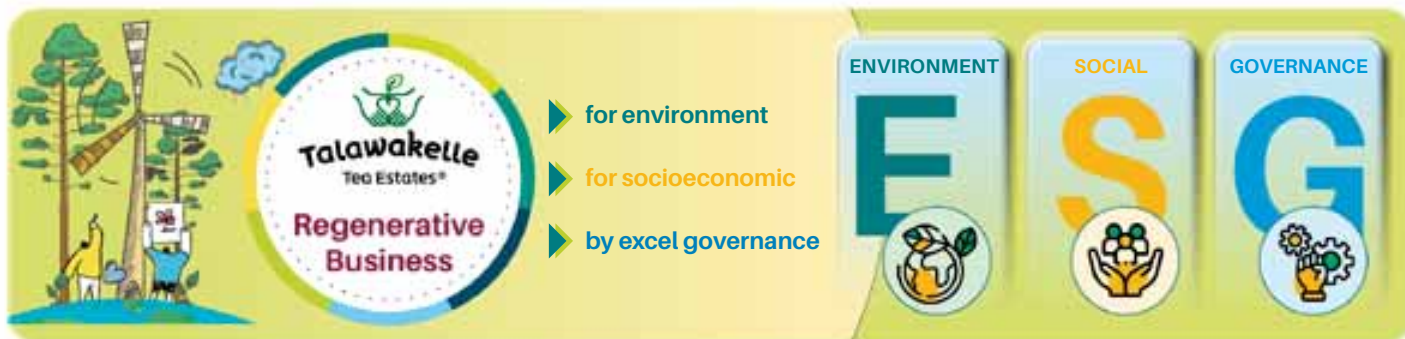 Talawakelle
Tea Estates®
Regenerative
Business
for environment
for socioeconomic
by excel governance
ENVIRONMENT
E
SOCIAL
S
GOVERNANCE
G